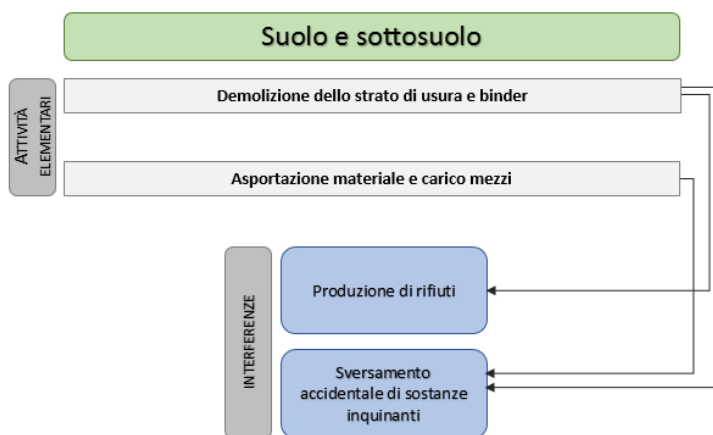 Suolo e sottosuolo
ATTIVITÀ
ELEMENTARI
Demolizione dello strato di usura e binder
Asportazione materiale e carico mezzi
INTERFERENZE
Produzione di rifiuti
Sversamento
accidentale di sostanze
inquinanti